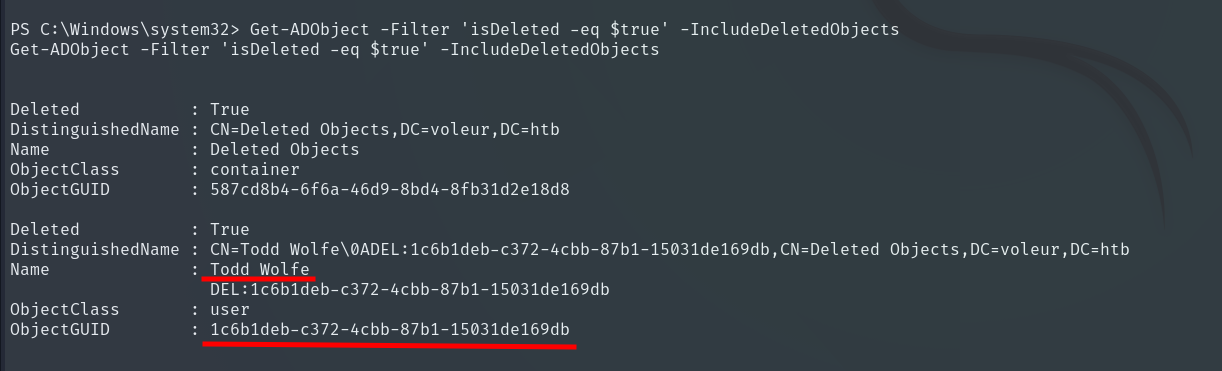 PS C:\Windows\system32> Get-ADObject -Filter 'isDeleted -eq $true' -IncludeDeletedObjects
Get-ADObject -Filter 'isDeleted -eq $true' -IncludeDeletedObjects
Deleted           : True
DistinguishedName : CN=Deleted Objects,DC=voleur,DC=htb
Name              : Deleted Objects
ObjectClass       : container
ObjectGUID        : 587cd8b4-6f6a-46d9-8bd4-8fb31d2e18d8
Deleted           : True
DistinguishedName : CN=Todd Wolfe\0ADEL:1c6b1deb-c372-4cbb-87b1-15031de169db,CN=Deleted Objects,DC=voleur,DC=htb
Name              : Todd Wolfe
                    DEL:1c6b1deb-c372-4cbb-87b1-15031de169db
ObjectClass       : user
ObjectGUID        : 1c6b1deb-c372-4cbb-87b1-15031de169db